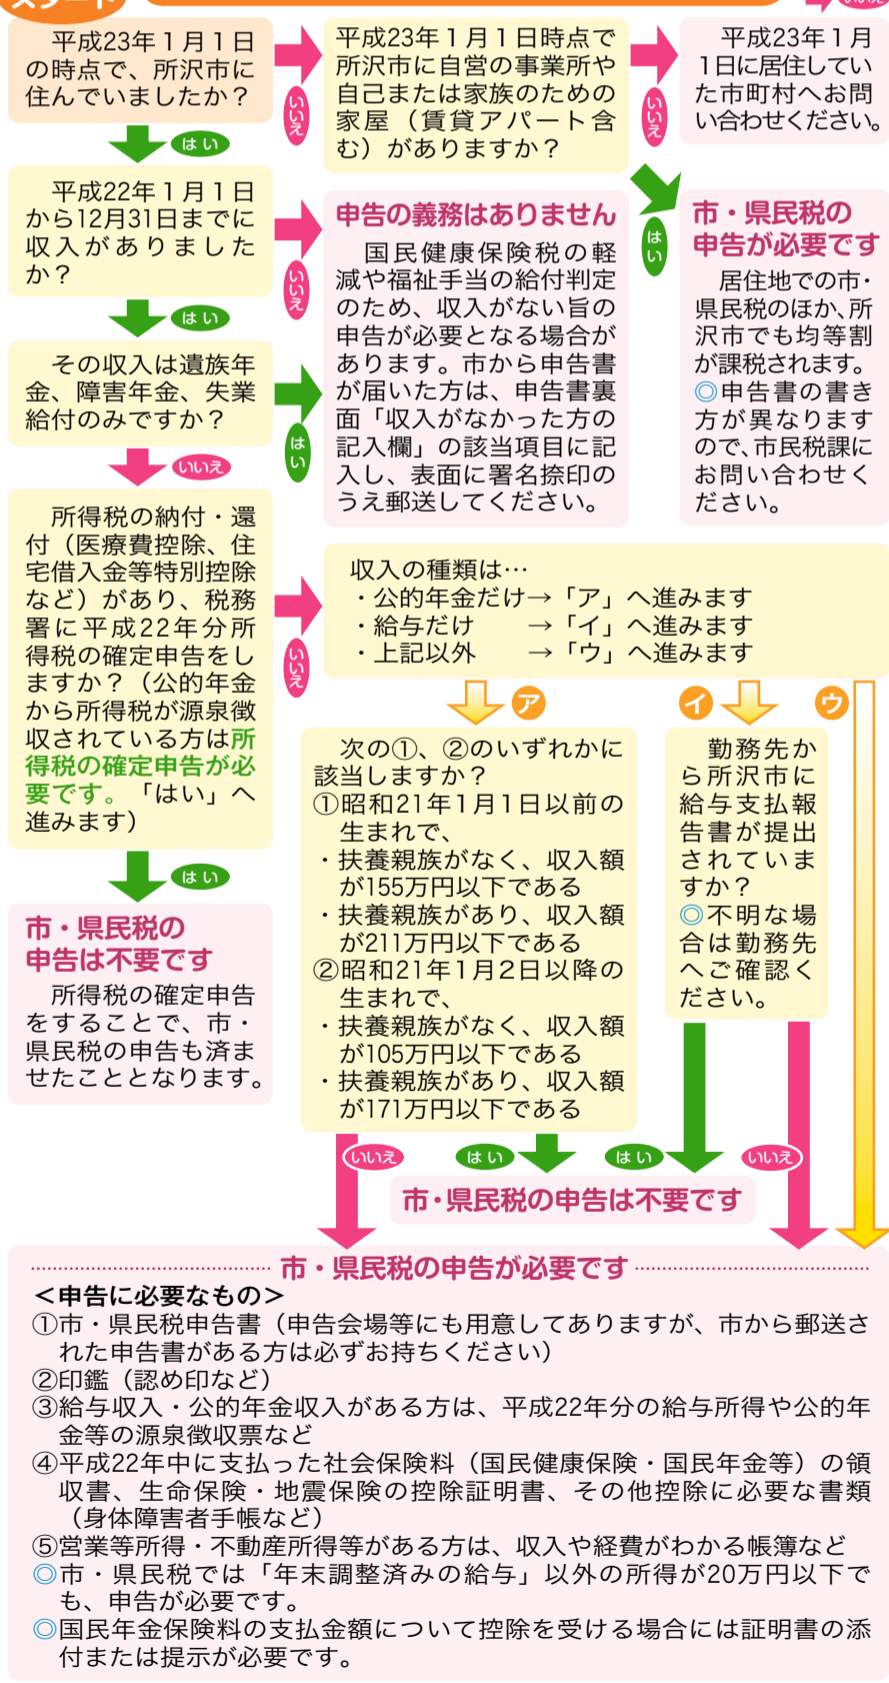 スタート
いいえ
平成23年１月１日
の時点で、所沢市に
住んでいましたか？
いいえ
平成23年１月１日時点で
所沢市に自営の事業所や
自己または家族のための
家屋（賃貸アパート含
む）がありますか？
いいえ
平成23年１月
１日に居住してい
た市町村へお問
い合わせください。
はい
はい
平成22年１月１日
から12月31日までに
収入がありました
か？
いいえ
申告の義務はありません
国民健康保険税の軽
減や福祉手当の給付判定
のため、収入がない旨の
申告が必要となる場合が
あります。市から申告書
が届いた方は、申告書裏
面「収入がなかった方の
記入欄」の該当項目に記
入し、表面に署名捺印の
うえ郵送してください。
市・県民税の
申告が必要です
居住地での市・
県民税のほか、所
沢市でも均等割
が課税されます。
◎申告書の書き
方が異なります
ので、市民税課に
お問い合わせく
ださい。
はい
その収入は遺族年
金、障害年金、失業
給付のみですか？
はい
いいえ
所得税の納付・還
付（医療費控除、住
宅借入金等特別控除
など）があり、税務
署に平成22年分所
得税の確定申告をし
ますか？（公的年金
から所得税が源泉徴
収されている方は所
得税の確定申告が必
要です。「はい」へ
進みます）
いいえ
収入の種類は…
・公的年金だけ→「ア」へ進みます
・給与だけ　　→「イ」へ進みます
・上記以外　　→「ウ」へ進みます
ア
イ
ウ
はい
市・県民税の
申告は不要です
所得税の確定申告
をすることで、市・
県民税の申告も済ま
せたこととなります。
次の①、②のいずれかに
該当しますか？
①昭和21年１月１日以前の
生まれで、
・扶養親族がなく、収入額
が155万円以下である
・扶養親族があり、収入額
が211万円以下である
②昭和21年１月２日以降の
生まれで、
・扶養親族がなく、収入額
が105万円以下である
・扶養親族があり、収入額
が171万円以下である
勤務先か
ら所沢市に
給与支払報
告書が提出
されていま
すか？
◎不明な場
合は勤務先
へご確認く
ださい。
いいえ
はい
はい
いいえ
市・県民税の申告は不要です
市・県民税の申告が必要です
＜申告に必要なもの＞
①市・県民税申告書（申告会場等にも用意してありますが、市から郵送さ
れた申告書がある方は必ずお持ちください）
②印鑑（認め印など）
③給与収入・公的年金収入がある方は、平成22年分の給与所得や公的年
金等の源泉徴収票など
④平成22年中に支払った社会保険料（国民健康保険・国民年金等）の領
収書、生命保険・地震保険の控除証明書、その他控除に必要な書類
（身体障害者手帳など）
⑤営業等所得・不動産所得等がある方は、収入や経費がわかる帳簿など
◎市・県民税では「年末調整済みの給与」以外の所得が20万円以下で
も、申告が必要です。
◎国民年金保険料の支払金額について控除を受ける場合には証明書の添
付または提示が必要です。